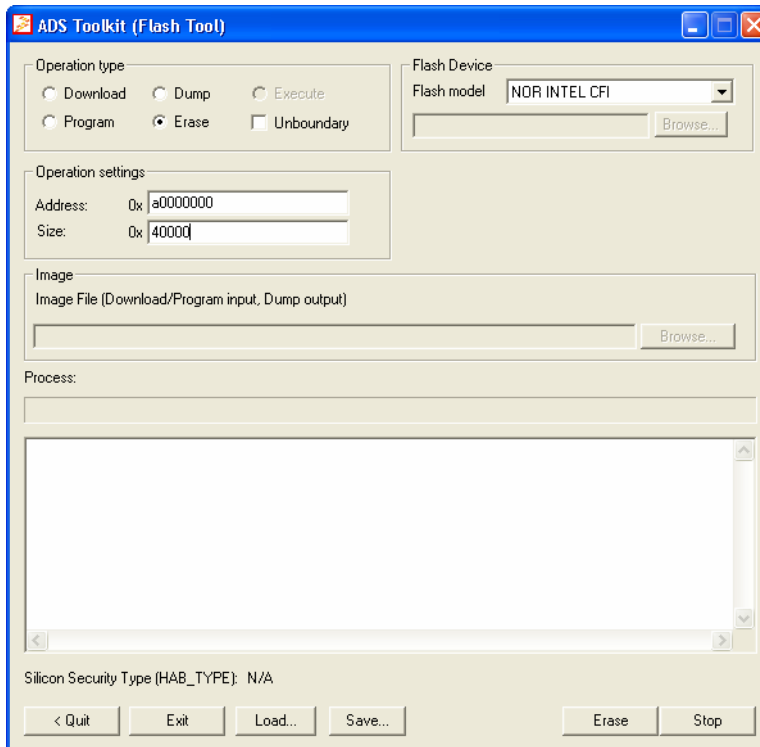 ADS Toolkit (Flash Tool)
Operation type
Download Dump Execute
Program Erase Unboundary
Flash Device
Flash model NOR INTEL CFI
Browse...
Operation settings
Address: 0x a0000000
Size: 0x 40000
Image
Image File (Download/Program input, Dump output)
Browse...
Process:
Silicon Security Type (HAB_TYPE): N/A
< Quit Exit Load... Save... Erase Stop